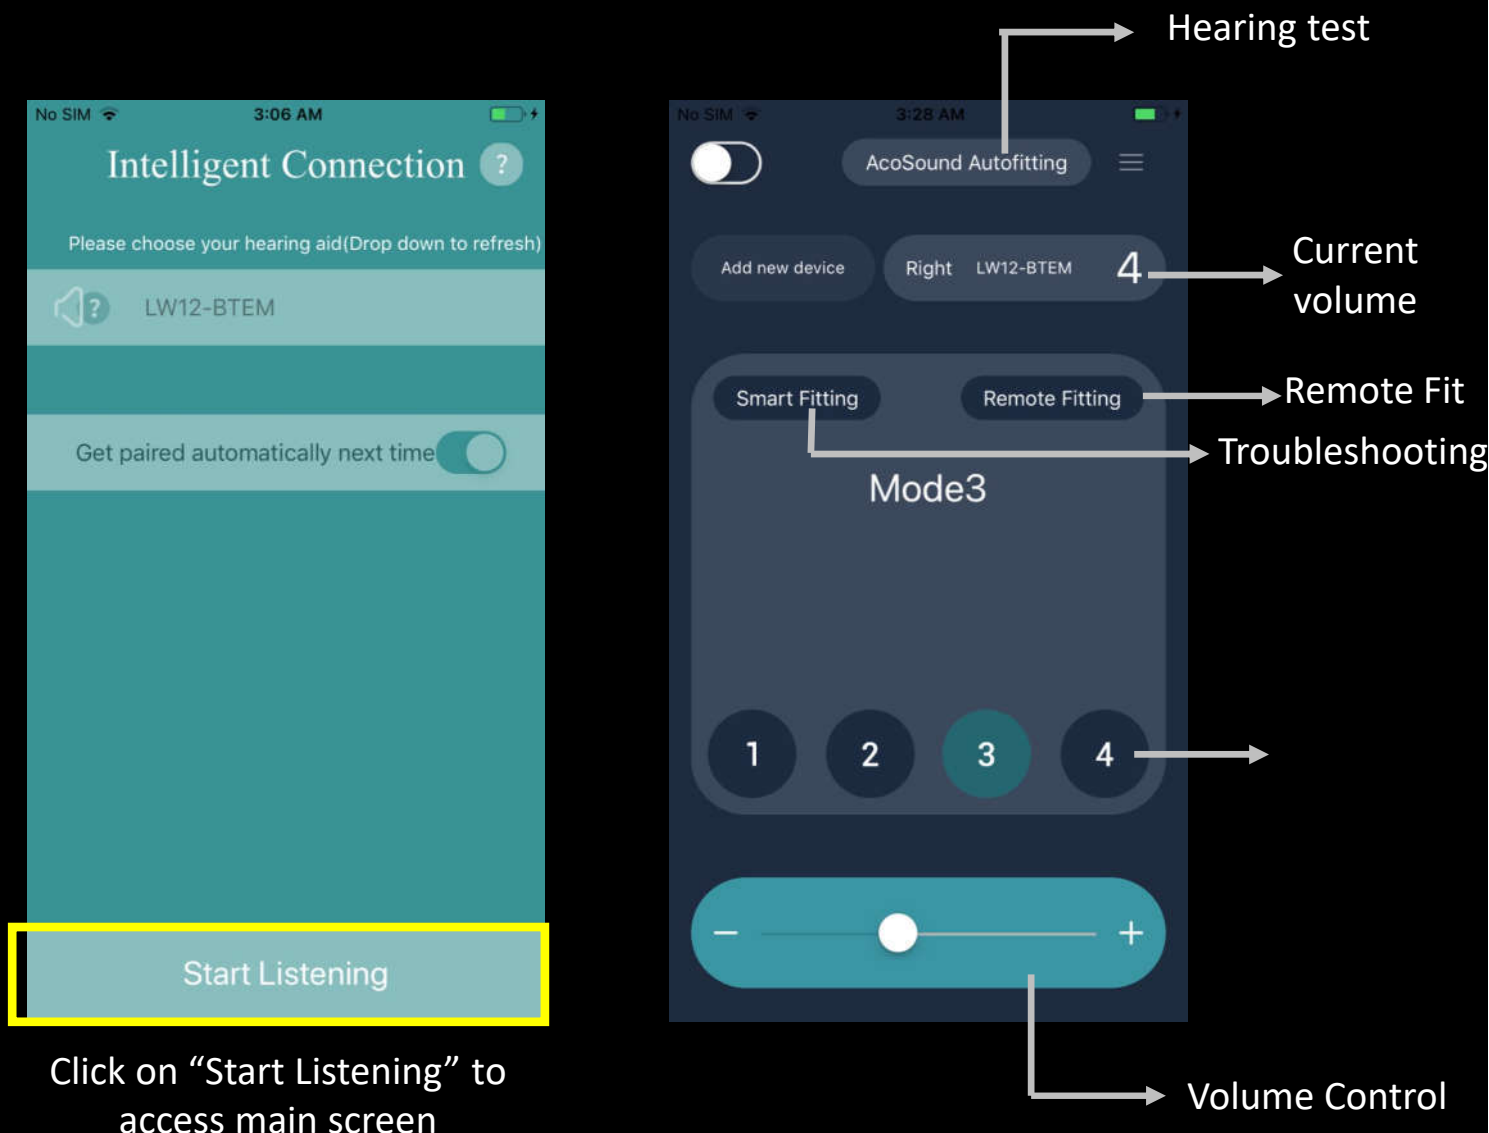 Hearing test
No SIM
3:06 AM
Intelligent Connection ?
Please choose your hearing aid(Drop down to refresh)
? LW12-BTEM
Get paired automatically next time
Start Listening
Click on “Start Listening” to
access main screen
No SIM
3:28 AM
AcoSound Autofitting
Add new device
Right LW12-BTEM 4
Current
volume
Smart Fitting
Remote Fitting
Remote Fit
Troubleshooting
Mode3
1 2 3 4
− +
Volume Control